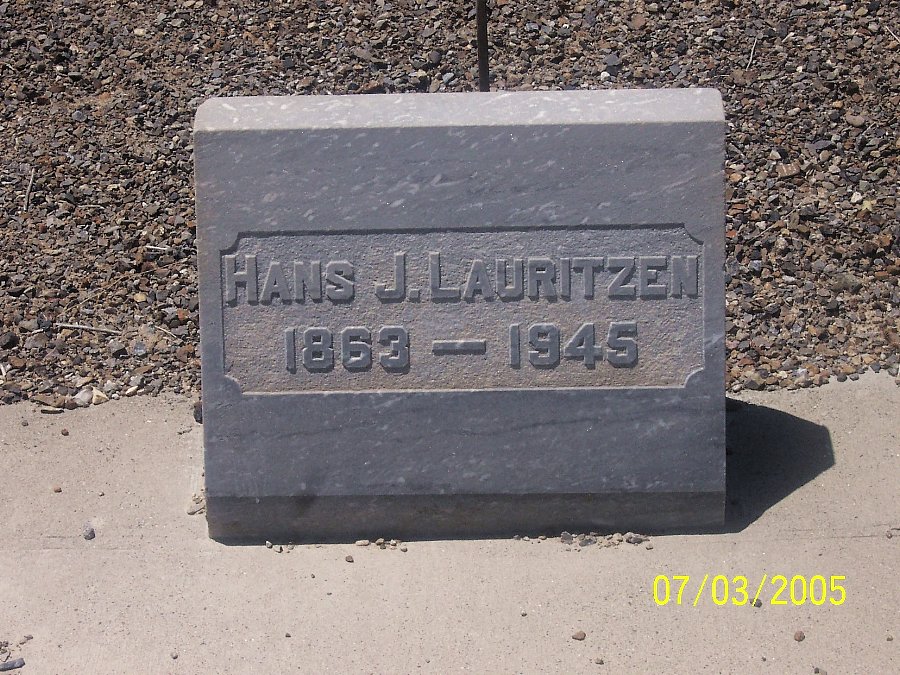 HANS J. LAURITZEN
1863 — 1945
07/03/2005